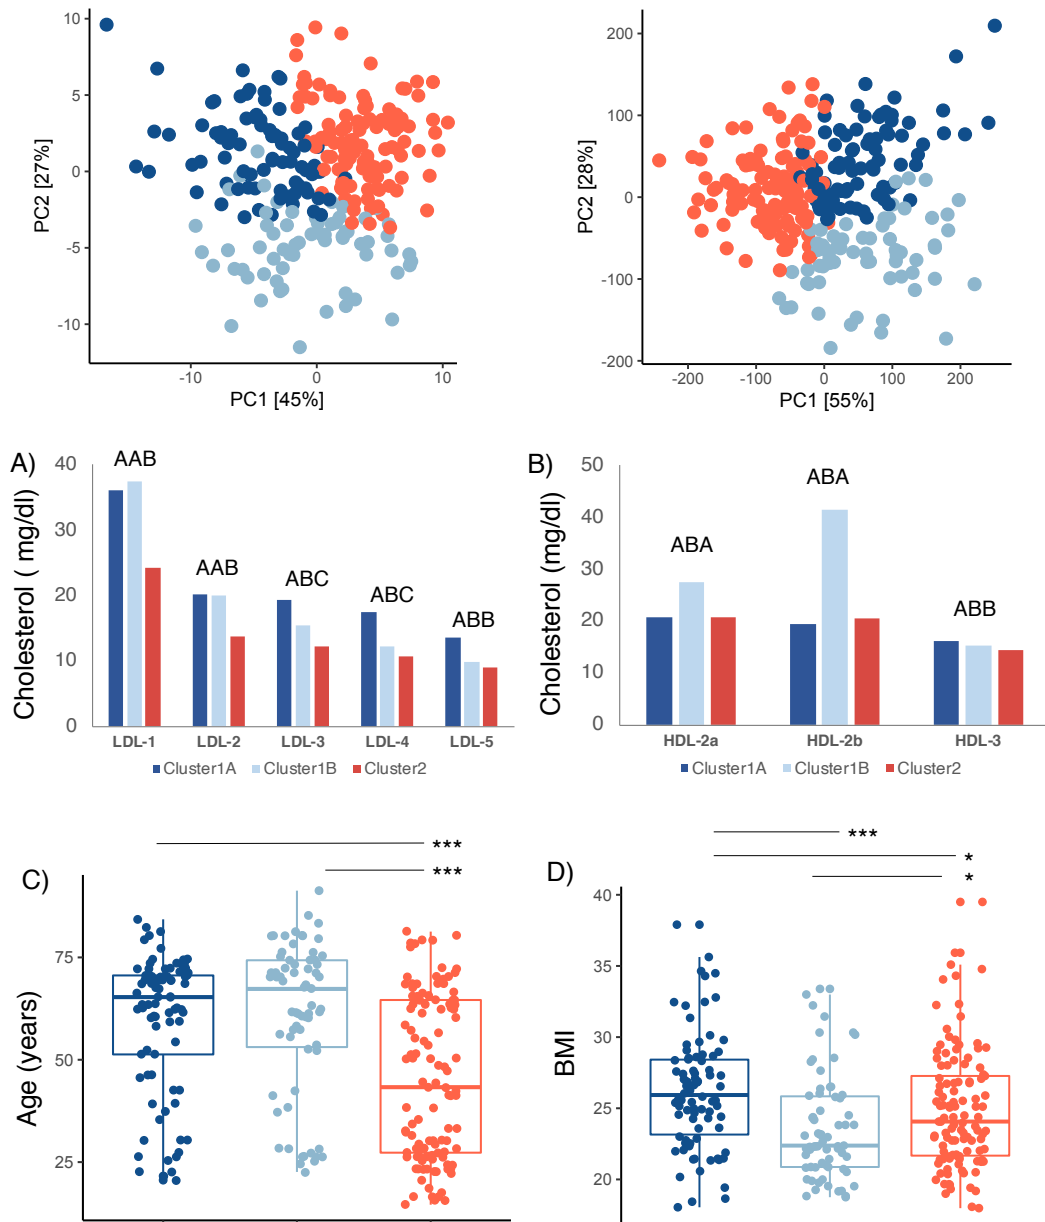 10
5
0
-5
-10
PC2 [27%]
-10
0
10
PC1 [45%]
200
100
0
-100
-200
PC2 [28%]
-200
-100
0
100
200
PC1 [55%]
A)
Cholesterol ( mg/dl)
40
30
20
10
0
AAB
AAB
ABC
ABC
ABB
LDL-1
LDL-2
LDL-3
LDL-4
LDL-5
Cluster1A
Cluster1B
Cluster2
B)
Cholesterol (mg/dl)
50
40
30
20
10
0
ABA
ABA
ABB
HDL-2a
HDL-2b
HDL-3
Cluster1A
Cluster1B
Cluster2
C)
***
***
Age (years)
75
50
25
D)
***
*
*
BMI
40
35
30
25
20